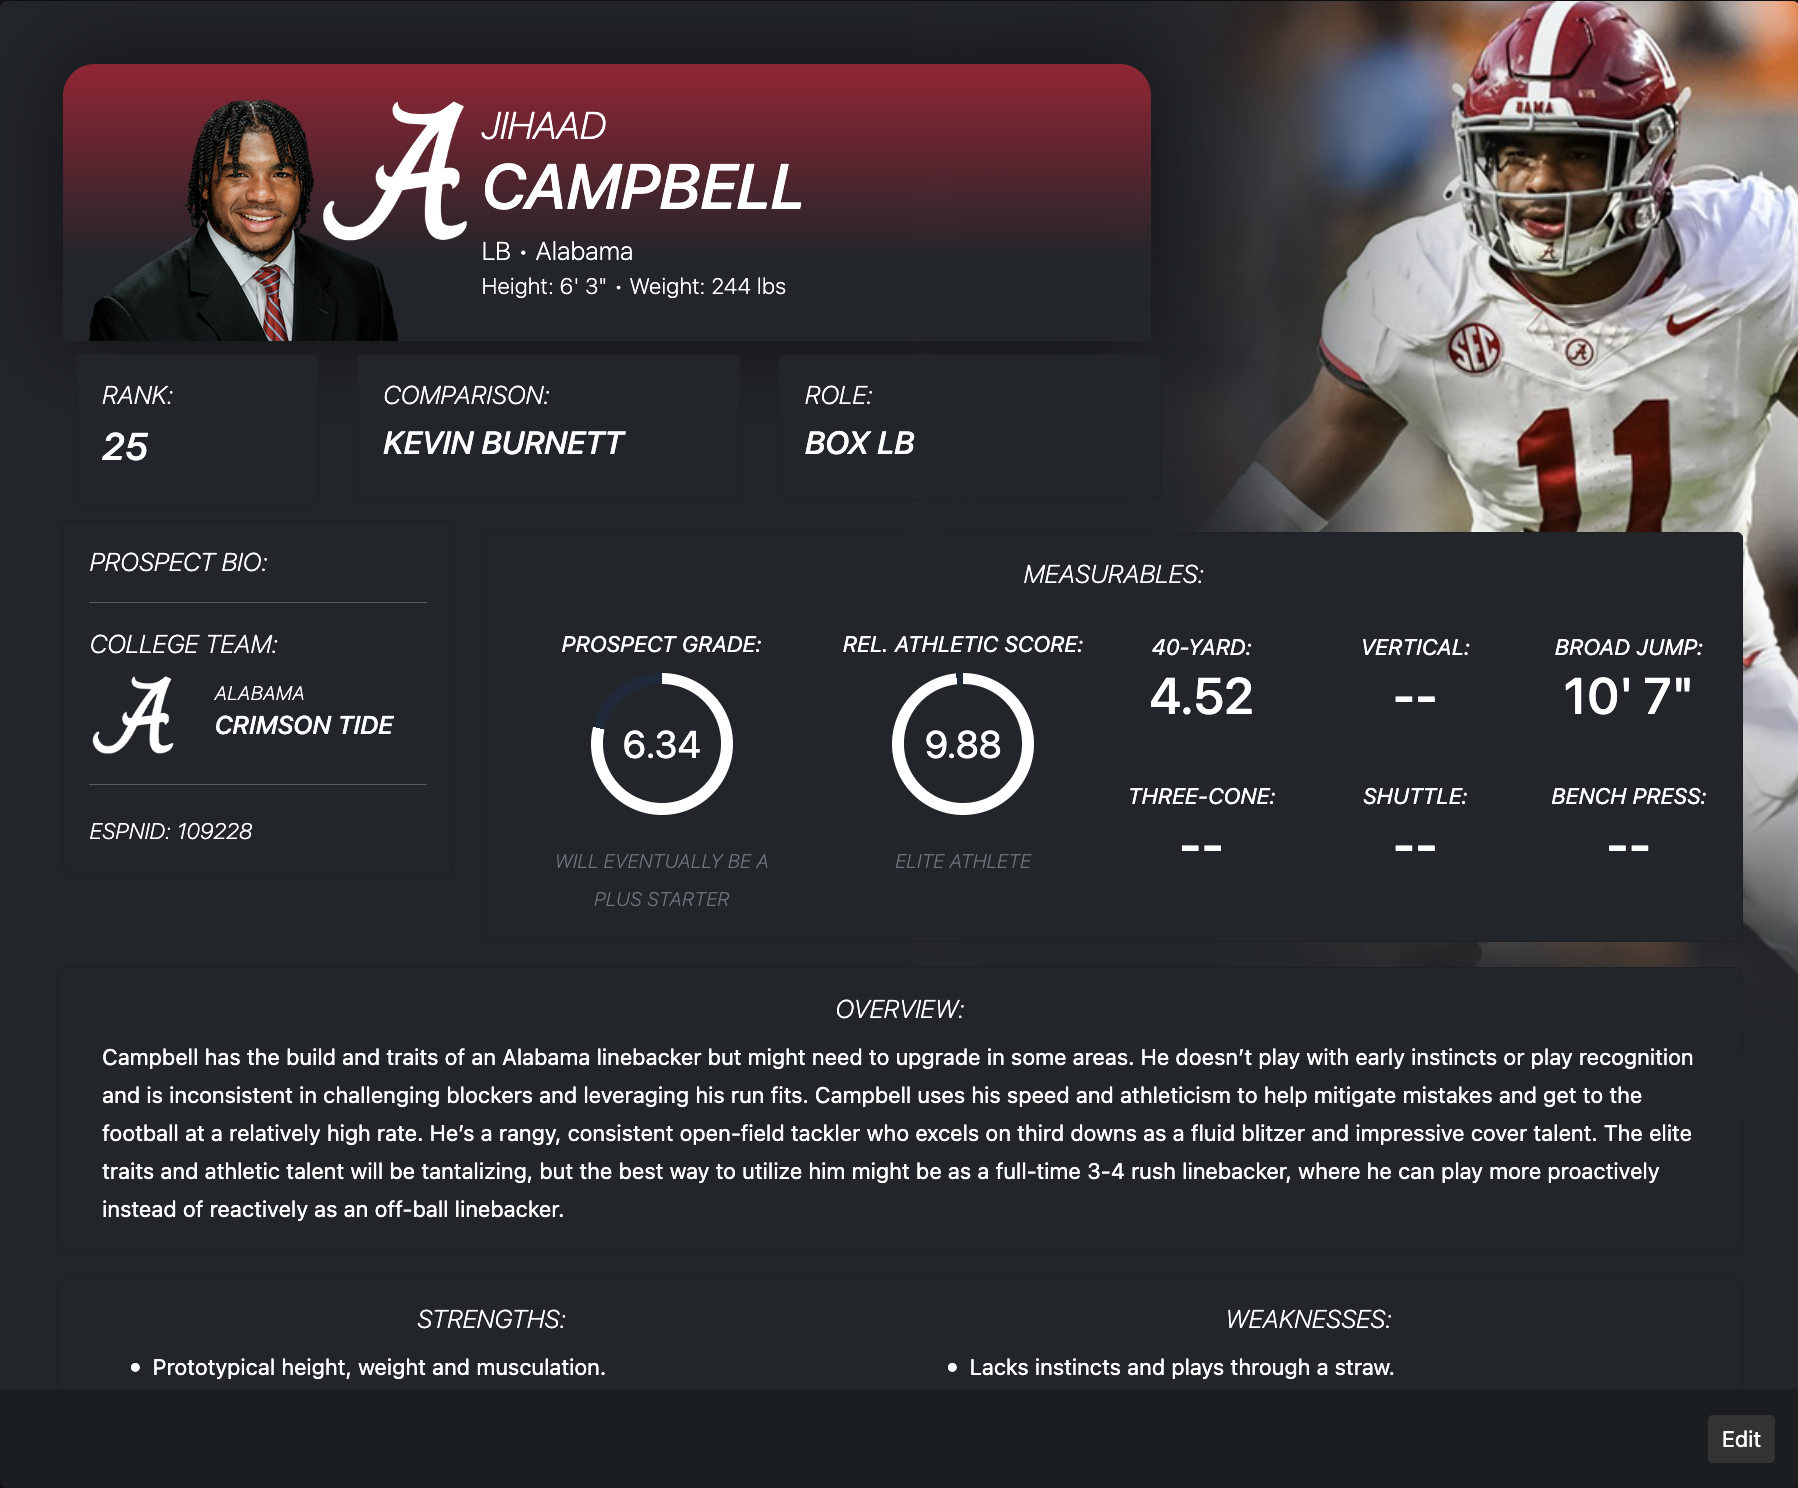 JIHAAD
CAMPBELL
LB • Alabama
Height: 6' 3" • Weight: 244 lbs
BAMA
SEC
A
11
RANK:
25
COMPARISON:
KEVIN BURNETT
ROLE:
BOX LB
PROSPECT BIO:
COLLEGE TEAM:
ALABAMA
CRIMSON TIDE
ESPNID: 109228
MEASURABLES:
PROSPECT GRADE:
6.34
WILL EVENTUALLY BE A
PLUS STARTER
REL. ATHLETIC SCORE:
9.88
ELITE ATHLETE
40-YARD:
4.52
VERTICAL:
--
BROAD JUMP:
10' 7"
THREE-CONE:
--
SHUTTLE:
--
BENCH PRESS:
--
OVERVIEW:
Campbell has the build and traits of an Alabama linebacker but might need to upgrade in some areas. He doesn’t play with early instincts or play recognition
and is inconsistent in challenging blockers and leveraging his run fits. Campbell uses his speed and athleticism to help mitigate mistakes and get to the
football at a relatively high rate. He’s a rangy, consistent open-field tackler who excels on third downs as a fluid blitzer and impressive cover talent. The elite
traits and athletic talent will be tantalizing, but the best way to utilize him might be as a full-time 3-4 rush linebacker, where he can play more proactively
instead of reactively as an off-ball linebacker.
STRENGTHS:
• Prototypical height, weight and musculation.
WEAKNESSES:
• Lacks instincts and plays through a straw.
Edit